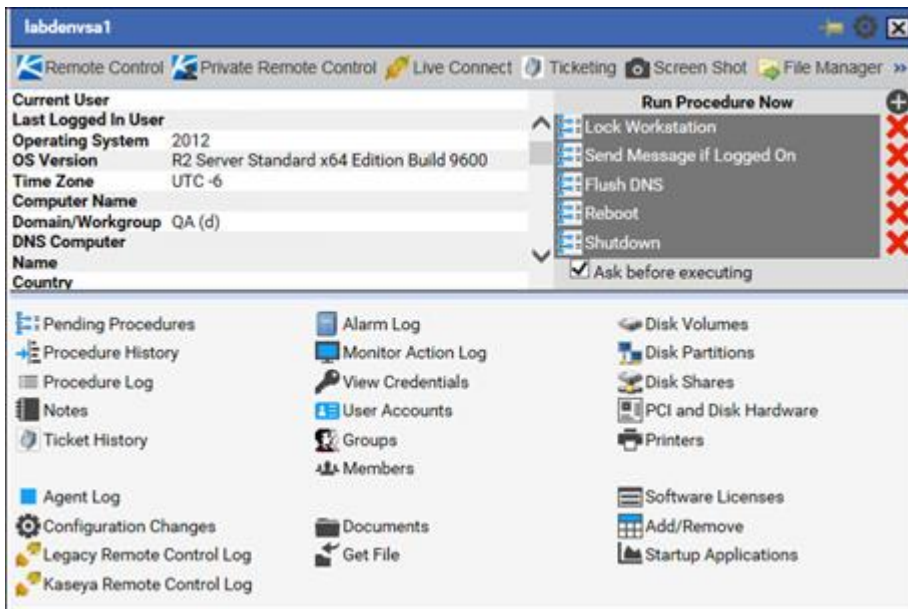 labdenvsa1
Remote Control Private Remote Control Live Connect Ticketing Screen Shot File Manager »
Current User
Last Logged In User
Operating System 2012
OS Version R2 Server Standard x64 Edition Build 9600
Time Zone UTC -6
Computer Name
Domain/Workgroup QA (d)
DNS Computer
Name
Country
Run Procedure Now
Lock Workstation
Send Message if Logged On
Flush DNS
Reboot
Shutdown
Ask before executing
Pending Procedures
Procedure History
Procedure Log
Notes
Ticket History
Agent Log
Configuration Changes
Legacy Remote Control Log
Kaseya Remote Control Log
Alarm Log
Monitor Action Log
View Credentials
User Accounts
Groups
Members
Documents
Get File
Disk Volumes
Disk Partitions
Disk Shares
PCI and Disk Hardware
Printers
Software Licenses
Add/Remove
Startup Applications